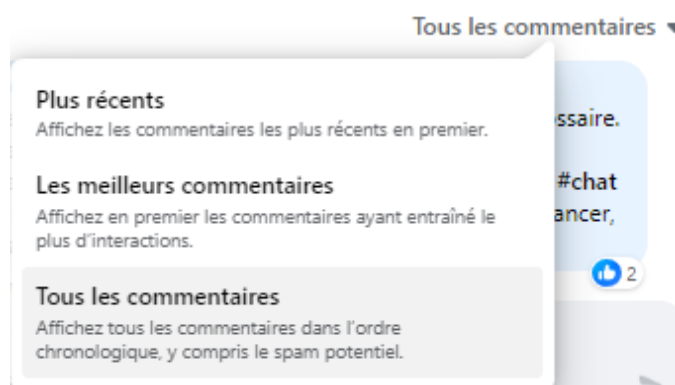 Tous les commentaires
Plus récents
Affichez les commentaires les plus récents en premier.
Les meilleurs commentaires
Affichez en premier les commentaires ayant entraîné le
plus d'interactions.
Tous les commentaires
Affichez tous les commentaires dans l'ordre
chronologique, y compris le spam potentiel.
ssaire.
#chat
ancer,
2